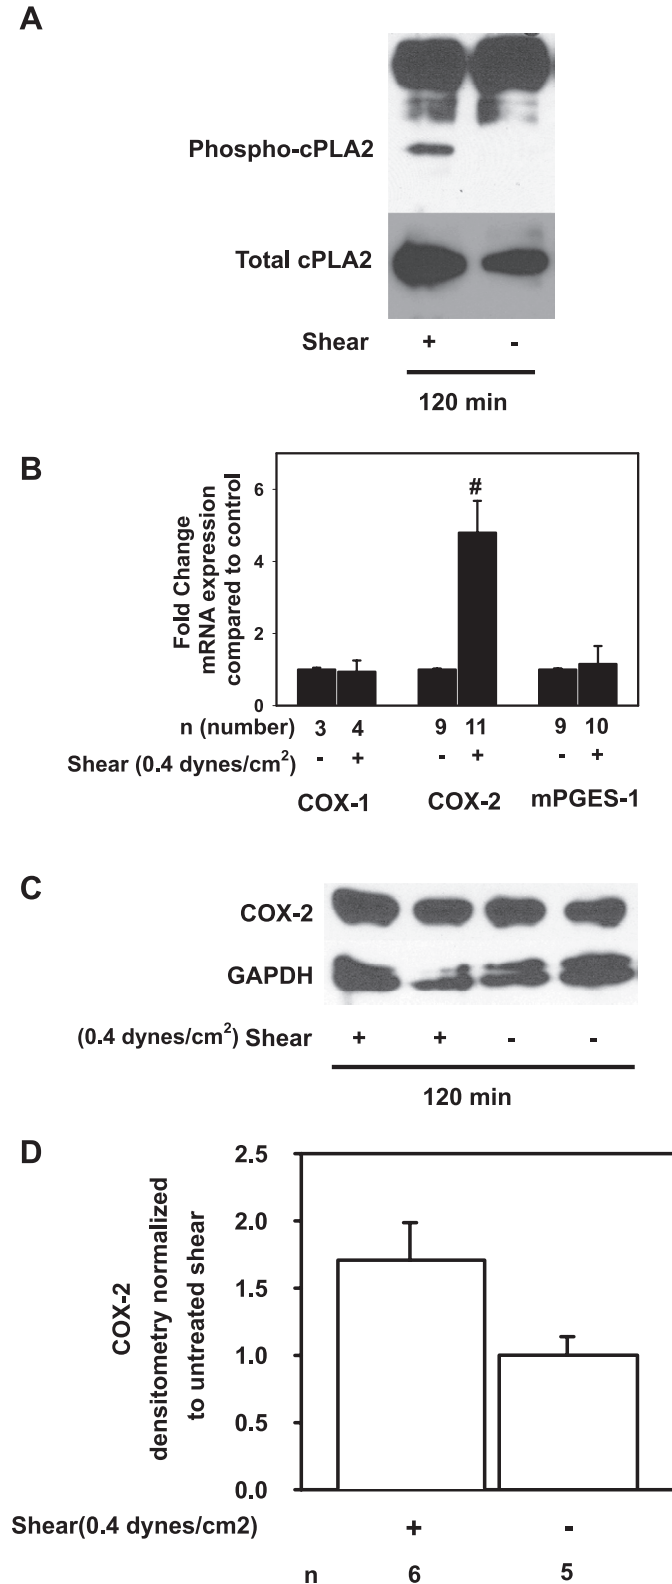 A
Phospho-cPLA2
Total cPLA2
Shear + -
120 min
B
Fold Change
mRNA expression
compared to control
6
4
2
0
#
n (number) 3 4 9 11 9 10
Shear (0.4 dynes/cm²) - + - + - +
COX-1 COX-2 mPGES-1
C
COX-2
GAPDH
(0.4 dynes/cm²) Shear + + - -
120 min
D
COX-2
densitometry normalized
to untreated shear
2.5
2.0
1.5
1.0
0.5
0.0
Shear(0.4 dynes/cm2) + -
n 6 5